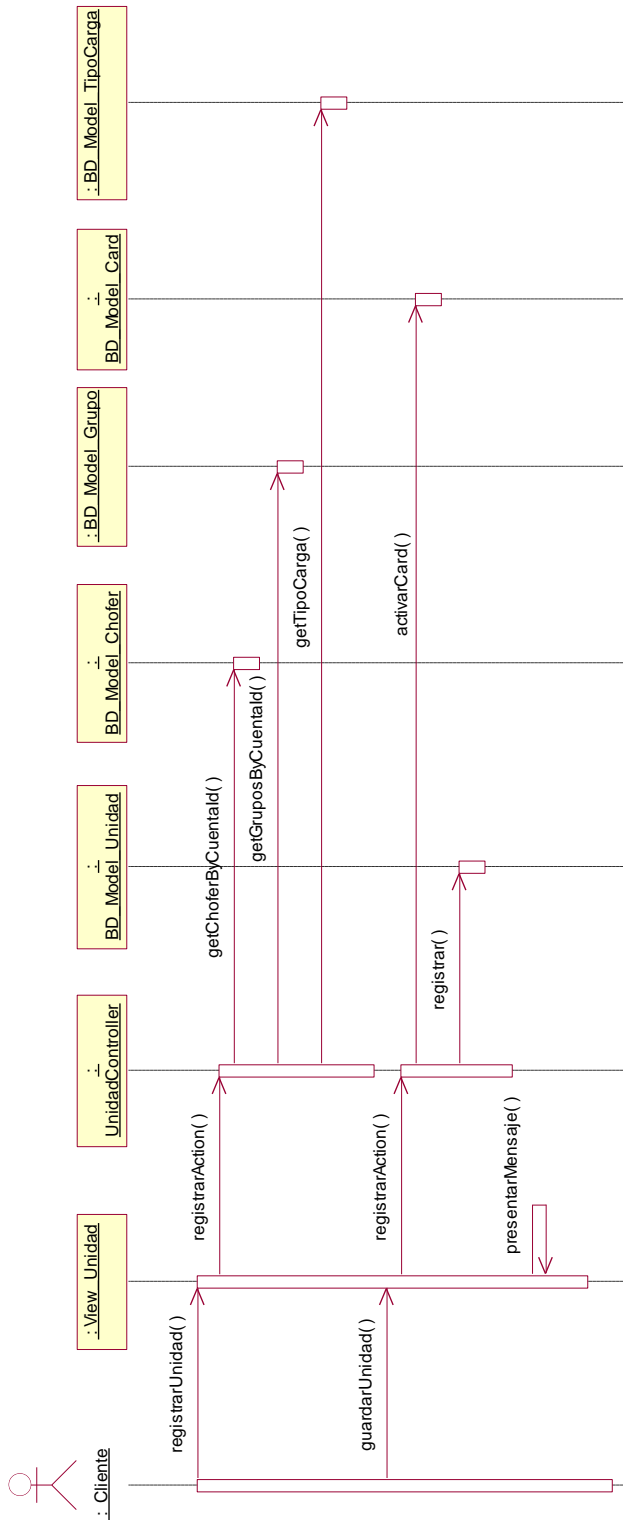 : Cliente
: View_Unidad
:
UnidadController
:
BD_Model_Unidad
:
BD_Model_Chofer
: BD_Model_Grupo
:
BD_Model_Card
: BD_Model_TipoCarga
registrarUnidad( )
registrarAction( )
getChoferByCuentaId( )
getGruposByCuentaId( )
getTipoCarga( )
guardarUnidad( )
registrarAction( )
activarCard( )
registrar( )
presentarMensaje( )